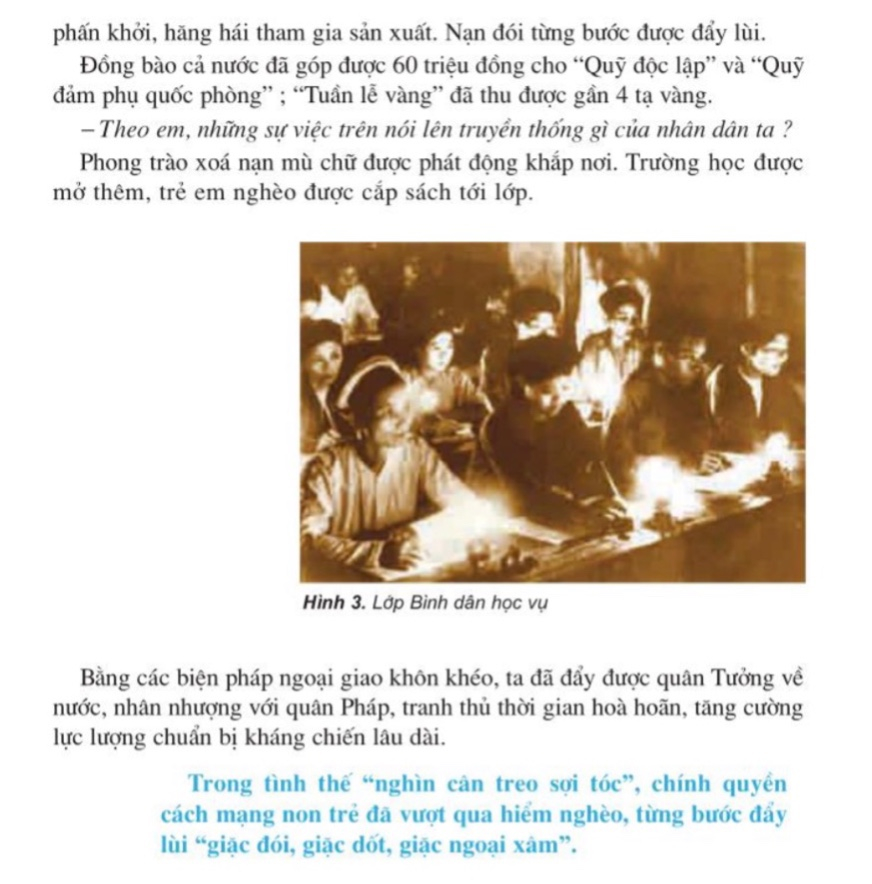 phấn khởi, hăng hái tham gia sản xuất. Nạn đói từng bước được đẩy lùi.
Đồng bào cả nước đã góp được 60 triệu đồng cho “Quỹ độc lập” và “Quỹ
đảm phụ quốc phòng” ; “Tuần lễ vàng” đã thu được gần 4 tạ vàng.
– Theo em, những sự việc trên nói lên truyền thống gì của nhân dân ta ?
Phong trào xoá nạn mù chữ được phát động khắp nơi. Trường học được
mở thêm, trẻ em nghèo được cắp sách tới lớp.
Hình 3. Lớp Bình dân học vụ
Bằng các biện pháp ngoại giao khôn khéo, ta đã đẩy được quân Tưởng về
nước, nhân nhượng với quân Pháp, tranh thủ thời gian hoà hoãn, tăng cường
lực lượng chuẩn bị kháng chiến lâu dài.
Trong tình thế “nghìn cân treo sợi tóc”, chính quyền
cách mạng non trẻ đã vượt qua hiểm nghèo, từng bước đẩy
lùi “giặc đói, giặc dốt, giặc ngoại xâm”.